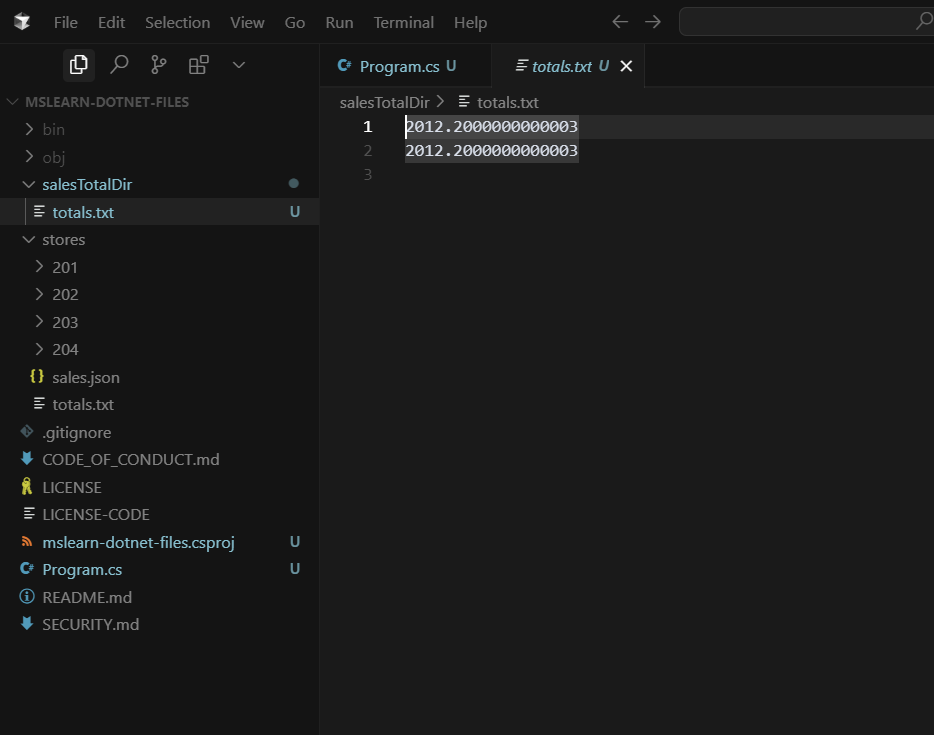 File Edit Selection View Go Run Terminal Help
Program.cs U totals.txt U
MSLEARN-DOTNET-FILES
salesTotalDir totals.txt
bin
1 2012.2000000000003
2 2012.2000000000003
3
obj
salesTotalDir
totals.txt U
stores
201
202
203
204
{} sales.json
totals.txt
.gitignore
CODE_OF_CONDUCT.md
LICENSE
LICENSE-CODE
mslearn-dotnet-files.csproj U
C# Program.cs U
README.md
SECURITY.md